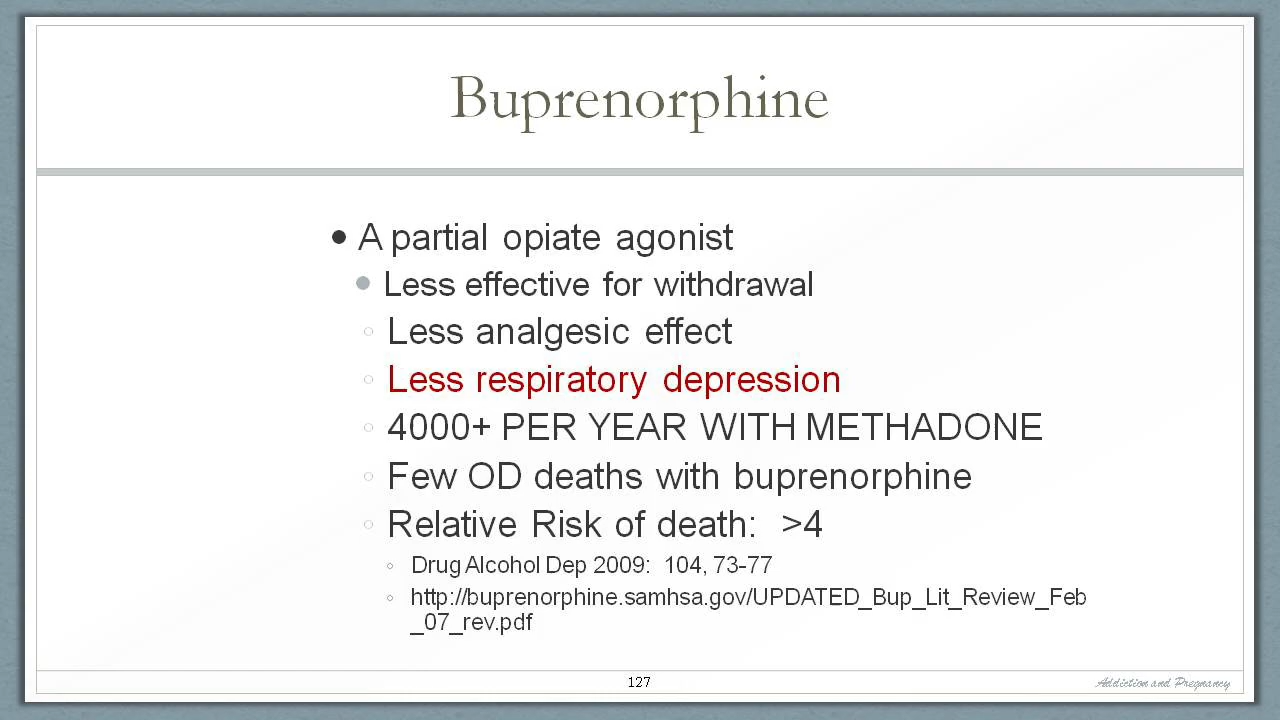 Buprenorphine
A partial opiate agonist
Less effective for withdrawal
Less analgesic effect
Less respiratory depression
4000+ PER YEAR WITH METHADONE
Few OD deaths with buprenorphine
Relative Risk of death:  >4
Drug Alcohol Dep 2009:  104, 73-77
http://buprenorphine.samhsa.gov/UPDATED_Bup_Lit_Review_Feb
_07_rev.pdf
127
Addiction and Pregnancy